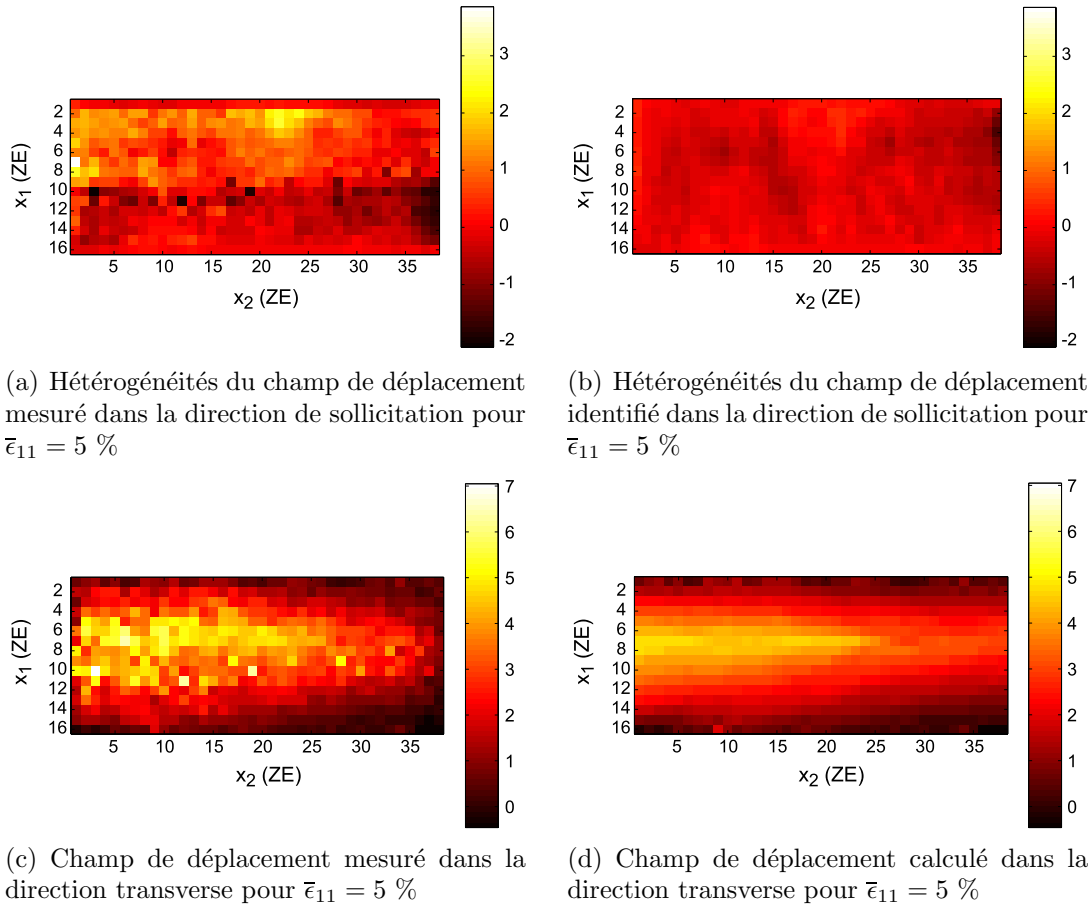 3
2
1
0
-1
-2
2
4
6
8
10
12
14
16
5 10 15 20 25 30 35
x1 (ZE)
x2 (ZE)
3
2
1
0
-1
-2
2
4
6
8
10
12
14
16
5 10 15 20 25 30 35
x1 (ZE)
x2 (ZE)
(a) Hétérogénéités du champ de déplacement
mesuré dans la direction de sollicitation pour
ε̄11 = 5 %
(b) Hétérogénéités du champ de déplacement
identifié dans la direction de sollicitation pour
ε̄11 = 5 %
7
6
5
4
3
2
1
0
2
4
6
8
10
12
14
16
5 10 15 20 25 30 35
x1 (ZE)
x2 (ZE)
7
6
5
4
3
2
1
0
2
4
6
8
10
12
14
16
5 10 15 20 25 30 35
x1 (ZE)
x2 (ZE)
(c) Champ de déplacement mesuré dans la
direction transverse pour ε̄11 = 5 %
(d) Champ de déplacement calculé dans la
direction transverse pour ε̄11 = 5 %